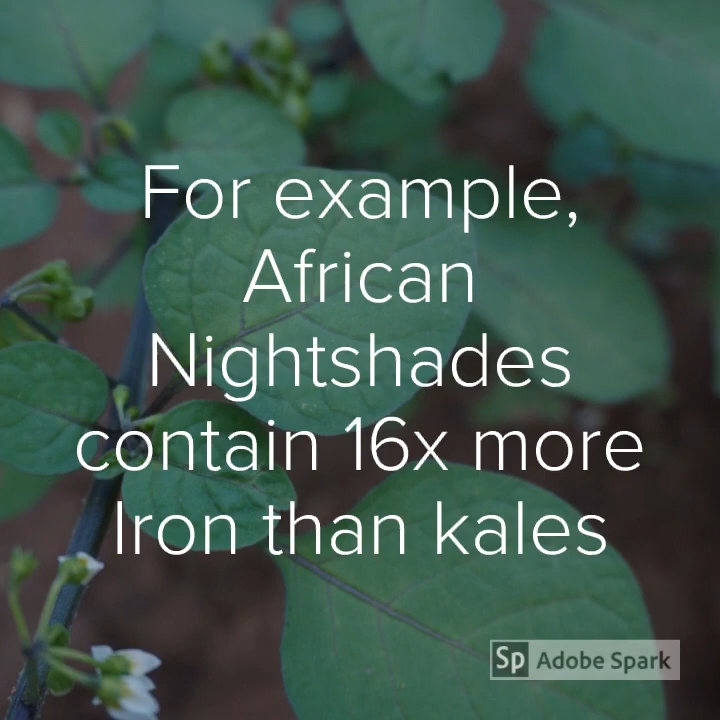 For example,
African
Nightshades
contain 16x more
Iron than kales
Sp Adobe Spark